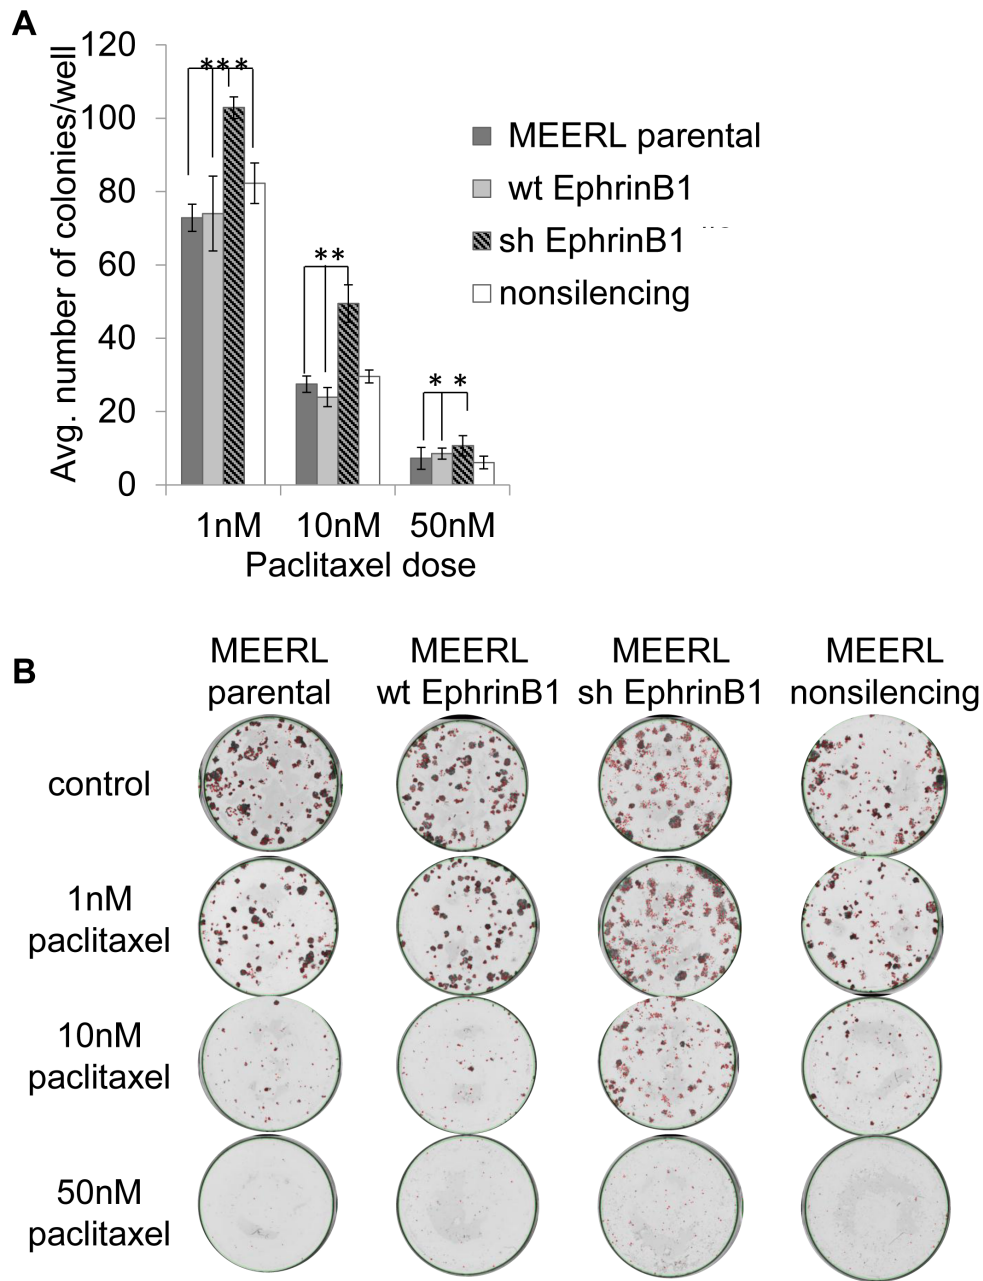 A
Avg. number of colonies/well
120
100
80
60
40
20
0
***
**
* *
MEERL parental
wt EphrinB1
sh EphrinB1
nonsilencing
1nM 10nM 50nM
Paclitaxel dose
B
MEERL parental
MEERL wt EphrinB1
MEERL sh EphrinB1
MEERL nonsilencing
control
1nM
paclitaxel
10nM
paclitaxel
50nM
paclitaxel